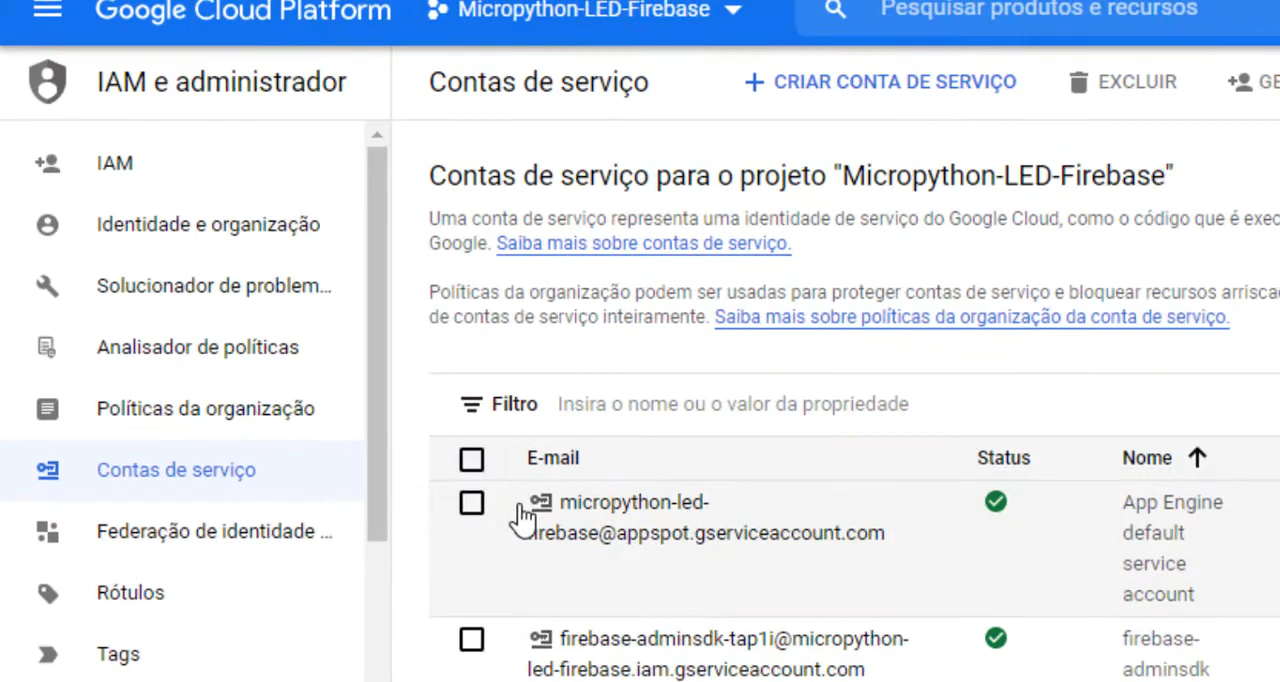 Google Cloud Platform
Micropython-LED-Firebase
Pesquisar produtos e recursos
IAM e administrador
Contas de serviço
CRIAR CONTA DE SERVIÇO
EXCLUIR
IAM
Identidade e organização
Solucionador de problem...
Analisador de políticas
Políticas da organização
Contas de serviço
Federação de identidade ...
Rótulos
Tags
Contas de serviço para o projeto "Micropython-LED-Firebase"
Uma conta de serviço representa uma identidade de serviço do Google Cloud, como o código que é
Google. Saiba mais sobre contas de serviço.
Políticas da organização podem ser usadas para proteger contas de serviço e bloquear recursos
de contas de serviço inteiramente. Saiba mais sobre políticas da organização da conta de serviço.
Filtro Insira o nome ou o valor da propriedade
E-mail Status Nome
micropython-led-
firebase@appspot.gserviceaccount.com
App Engine
default
service
account
firebase-adminsdk-tap1i@micropython-
led-firebase.iam.gserviceaccount.com
firebase-
adminsdk